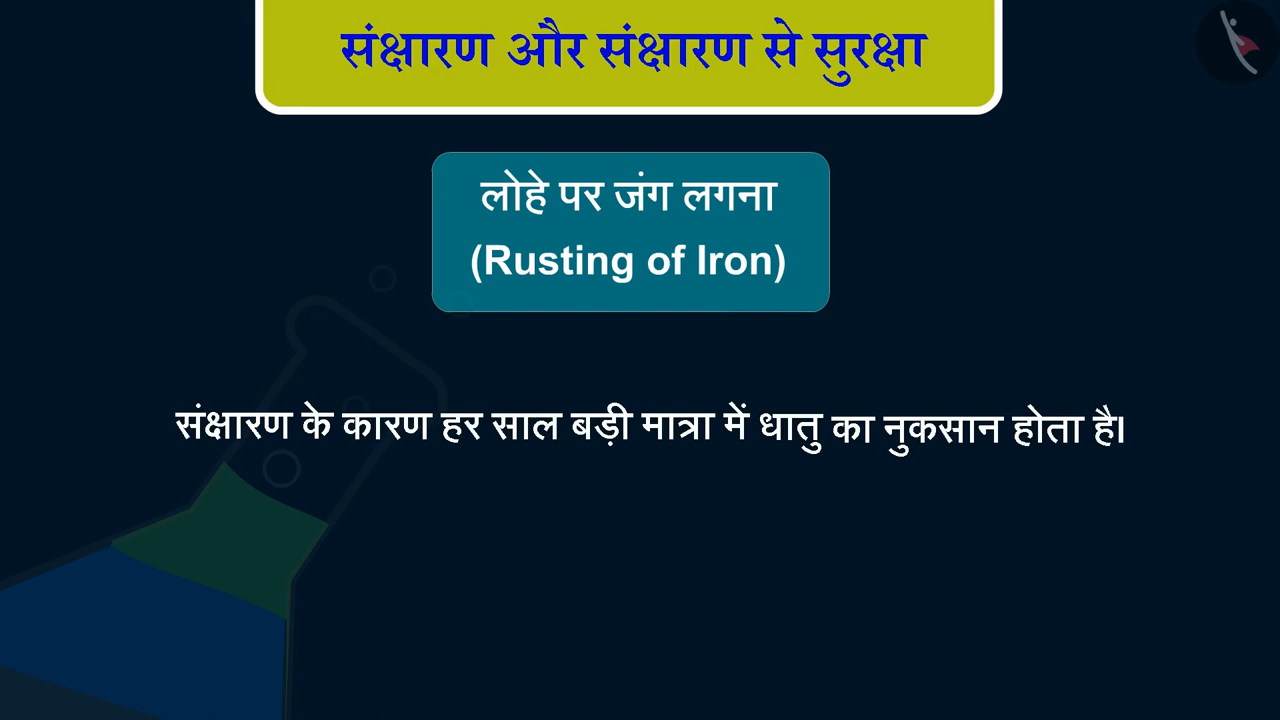 संक्षारण और संक्षारण से सुरक्षा
लोहे पर जंग लगना
(Rusting of Iron)
संक्षारण के कारण हर साल बड़ी मात्रा में धातु का नुकसान होता है।